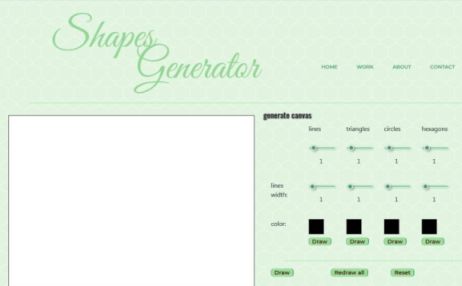 Shapes
Generator
HOME WORK ABOUT CONTACT
generate canvas
lines triangles circles hexagons
1 1 1 1
lines
width:
1 1 1 1
color:
Draw Draw Draw Draw
Draw Redraw all Reset